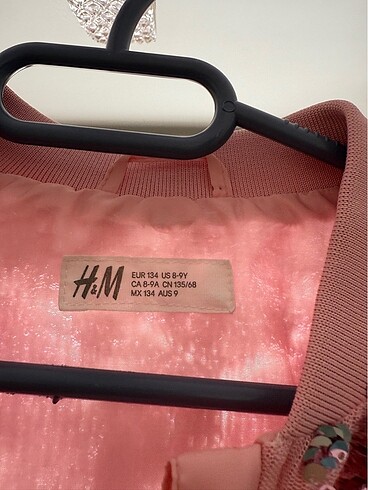 H&M
EUR 134 US 8-9Y
CA 8-9A CN 135/68
MX 134 AUS 9